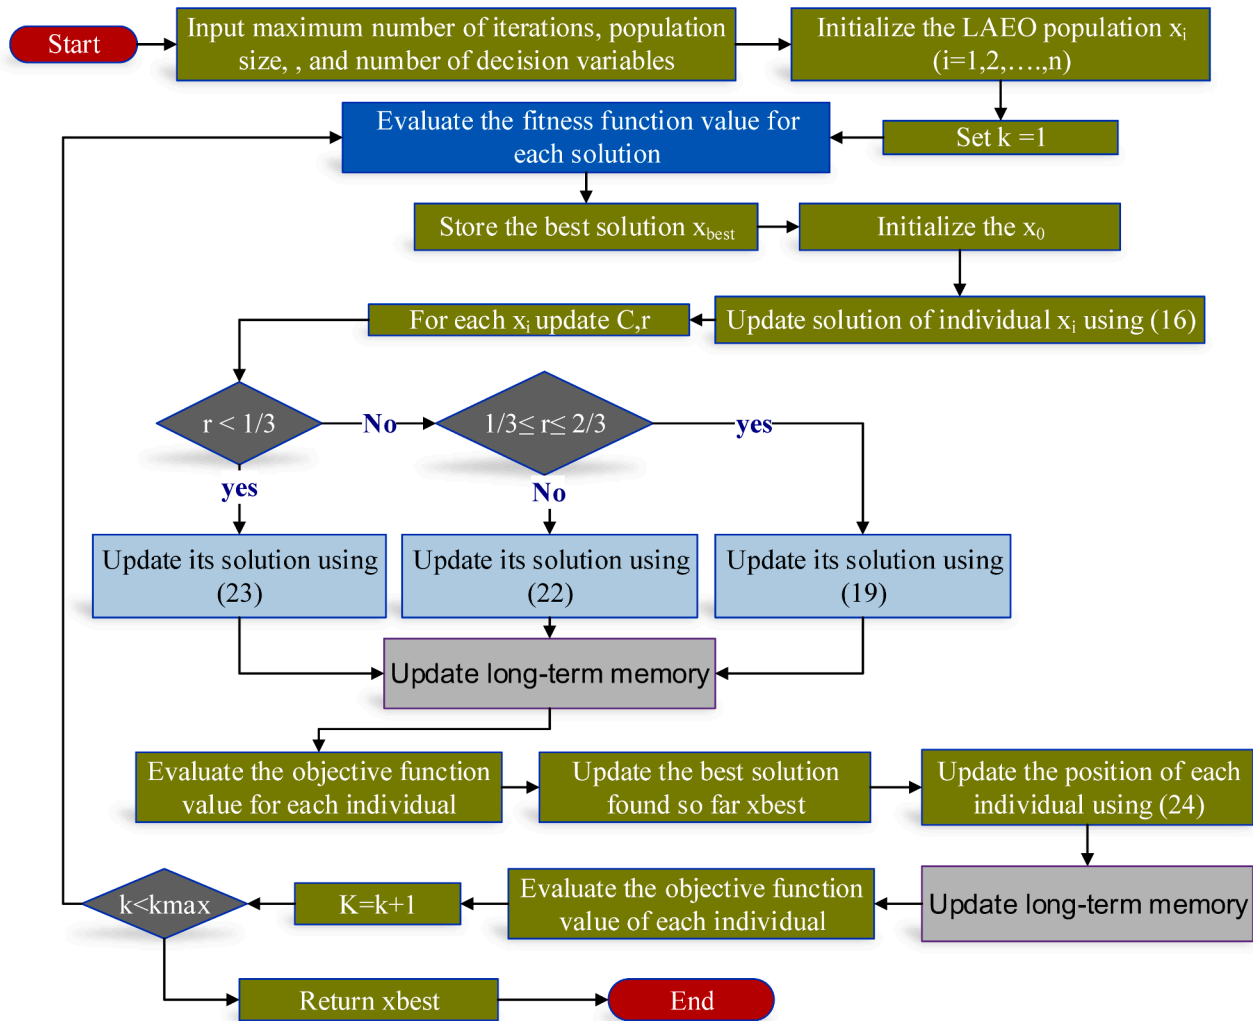 Start
Input maximum number of iterations, population
size, , and number of decision variables
Initialize the LAEO population xᵢ
(i=1,2,….,n)
Evaluate the fitness function value for
each solution
Set k =1
Store the best solution x_best
Initialize the x₀
For each xᵢ update C,r
Update solution of individual xᵢ using (16)
r < 1/3
No
1/3≤ r≤ 2/3
yes
yes
No
Update its solution using
(23)
Update its solution using
(22)
Update its solution using
(19)
Update long-term memory
Evaluate the objective function
value for each individual
Update the best solution
found so far xbest
Update the position of each
individual using (24)
k<kmax
K=k+1
Evaluate the objective function
value of each individual
Update long-term memory
Return xbest
End